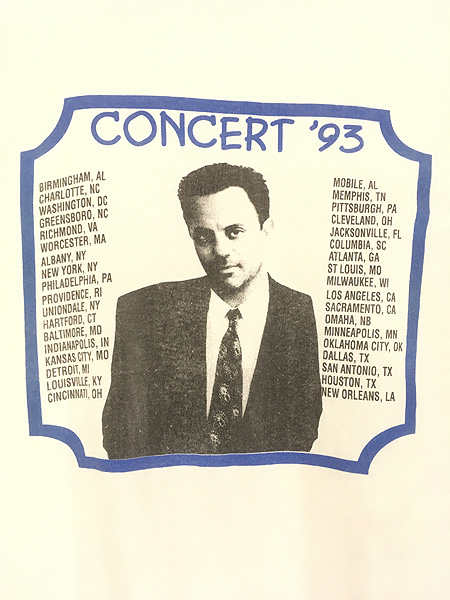 CONCERT '93
BIRMINGHAM, AL
CHARLOTTE, NC
WASHINGTON, DC
GREENSBORO, NC
RICHMOND, VA
WORCESTER, MA
ALBANY, NY
NEW YORK, NY
PHILADELPHIA, PA
PROVIDENCE, RI
UNIONDALE, NY
HARTFORD, CT
BALTIMORE, MD
INDIANAPOLIS, IN
KANSAS CITY, MO
DETROIT, MI
LOUISVILLE, KY
CINCINNATI, OH
MOBILE, AL
MEMPHIS, TN
PITTSBURGH, PA
CLEVELAND, OH
JACKSONVILLE, FL
COLUMBIA, SC
ATLANTA, GA
ST LOUIS, MO
MILWAUKEE, WI
LOS ANGELES, CA
SACRAMENTO, CA
OMAHA, NB
MINNEAPOLIS, MN
OKLAHOMA CITY, OK
DALLAS, TX
SAN ANTONIO, TX
HOUSTON, TX
NEW ORLEANS, LA